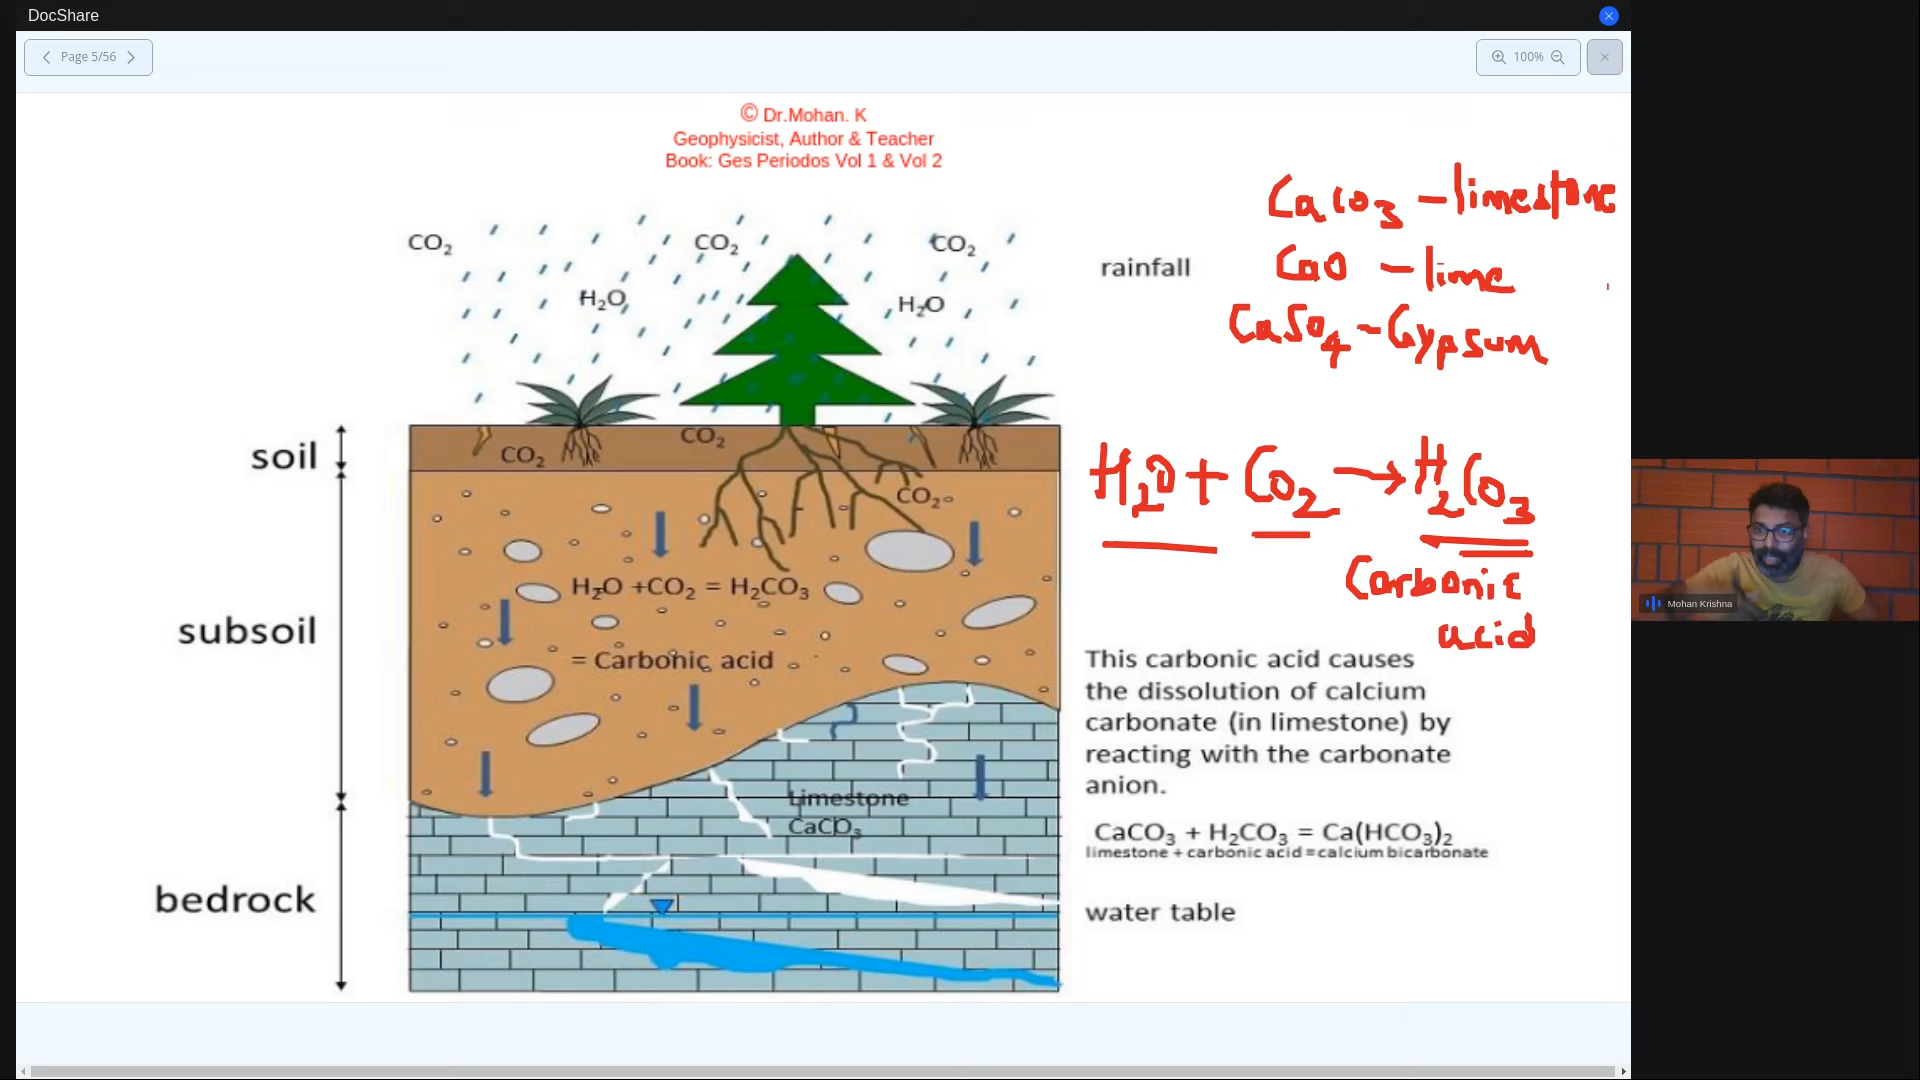 DocShare
Page 5/56
100%
© Dr.Mohan. K
Geophysicist, Author & Teacher
Book: Ges Periodos Vol 1 & Vol 2
CaCO3 - limestone
CaO - lime
CaSO4 - Gypsum
CO2 CO2 CO2
H2O H2O
rainfall
soil
CO2 CO2
CO2
H2O + CO2 → H2CO3
Carbonic
acid
subsoil
H2O +CO2 = H2CO3
= Carbonic acid
This carbonic acid causes
the dissolution of calcium
carbonate (in limestone) by
reacting with the carbonate
anion.
Limestone
CaCO3
CaCO3 + H2CO3 = Ca(HCO3)2
limestone + carbonic acid = calcium bicarbonate
bedrock
water table
Mohan Krishna